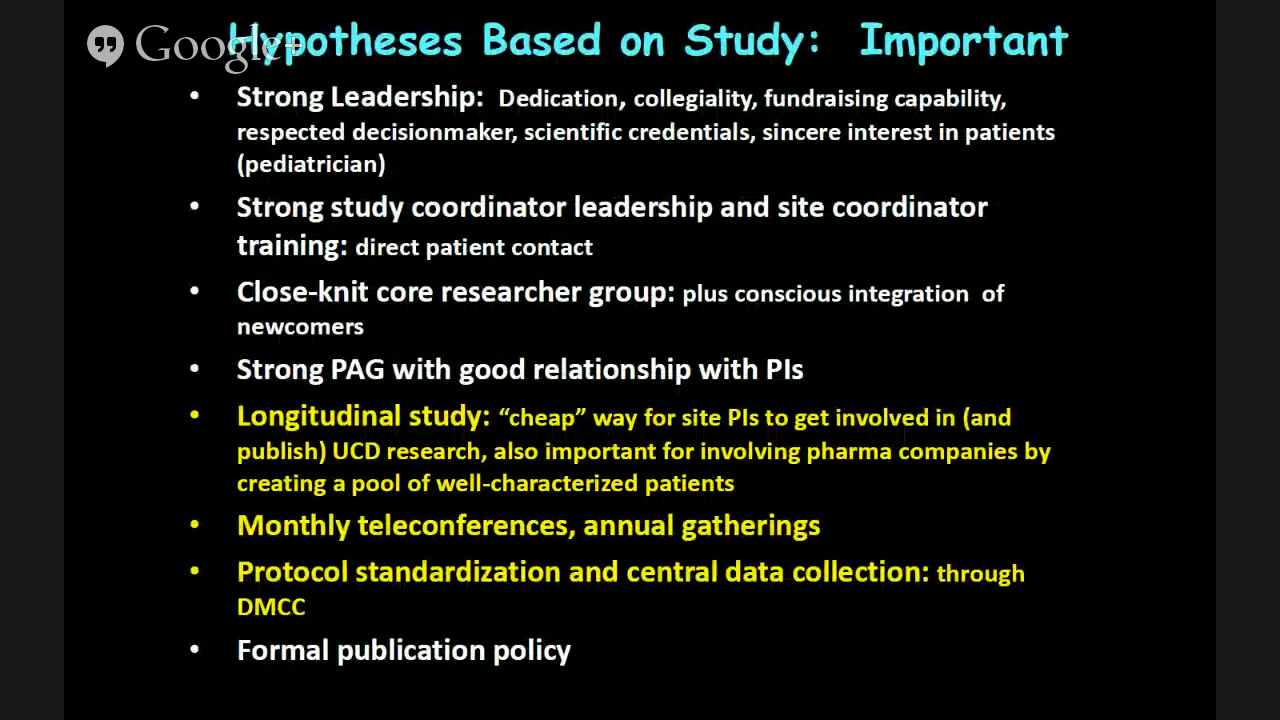 Google+
Hypotheses Based on Study: Important
• Strong Leadership: Dedication, collegiality, fundraising capability,
respected decisionmaker, scientific credentials, sincere interest in patients
(pediatrician)
• Strong study coordinator leadership and site coordinator
training: direct patient contact
• Close-knit core researcher group: plus conscious integration of
newcomers
• Strong PAG with good relationship with PIs
• Longitudinal study: “cheap” way for site PIs to get involved in (and
publish) UCD research, also important for involving pharma companies by
creating a pool of well-characterized patients
• Monthly teleconferences, annual gatherings
• Protocol standardization and central data collection: through
DMCC
• Formal publication policy